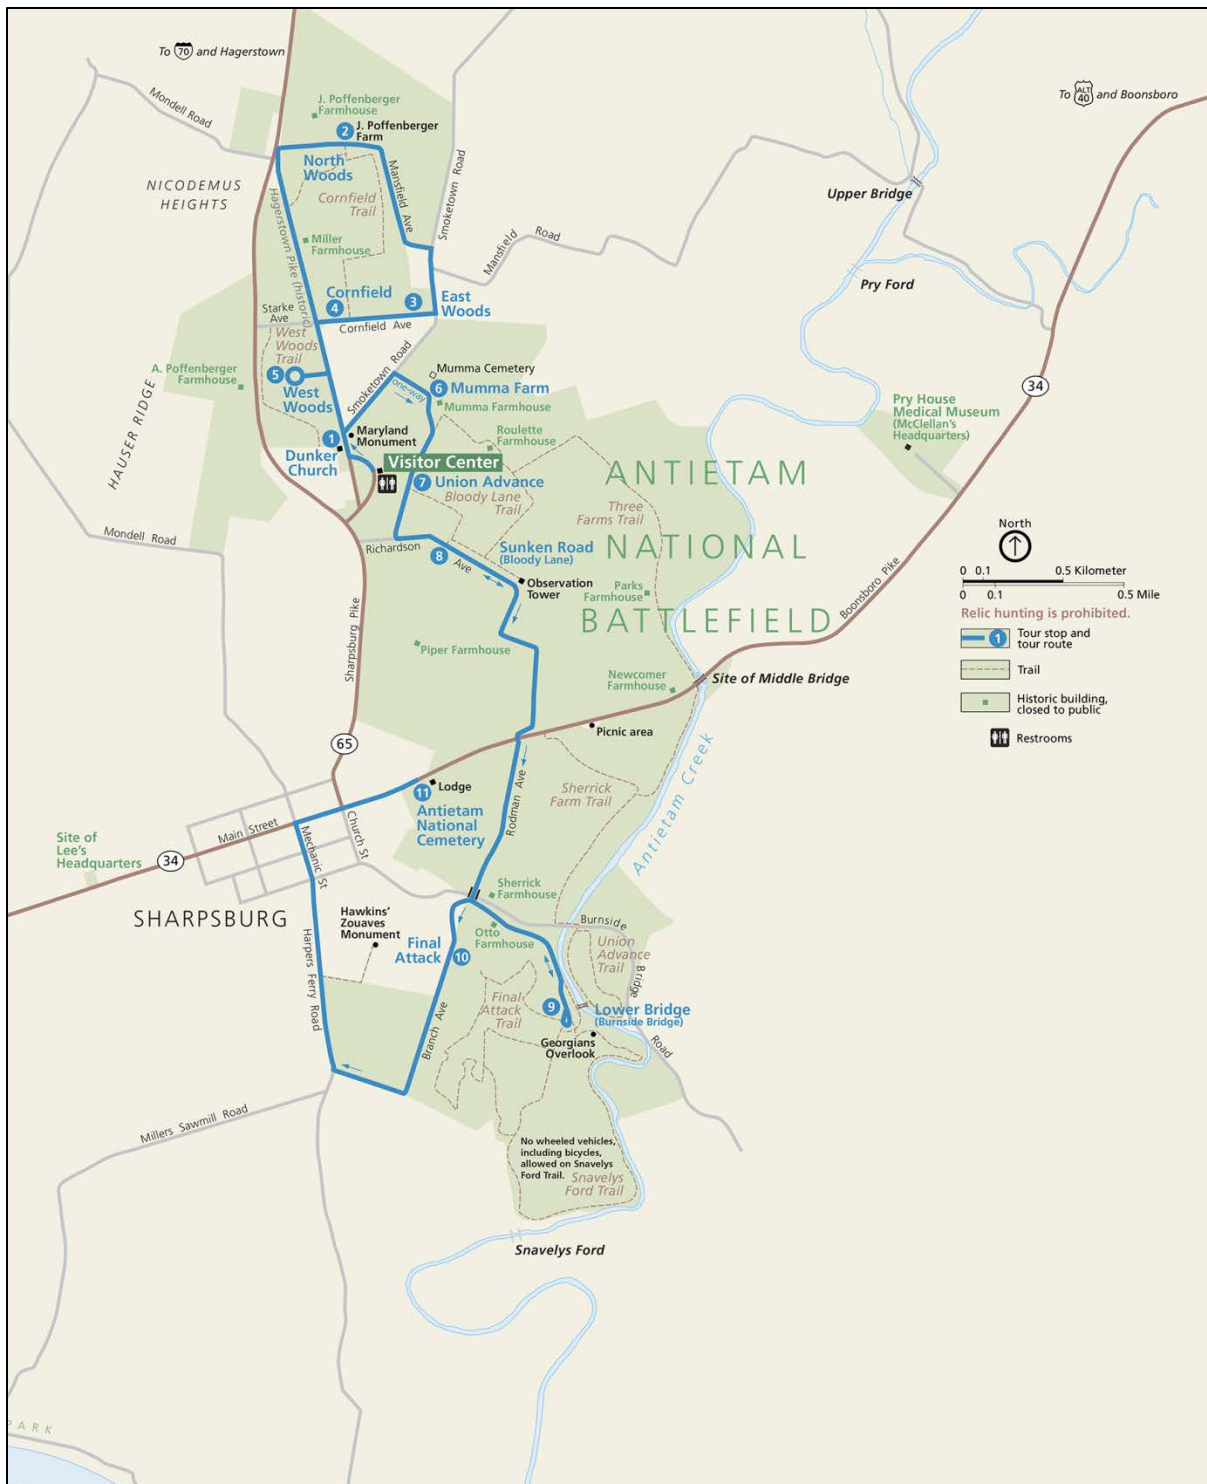 To 70 and Hagerstown
ALT
To 40 and Boonsboro
Mondell Road
J. Poffenberger
Farmhouse
2 J. Poffenberger
Farm
North
Woods
Mansfield Ave
Smoketown Road
NICODEMUS
HEIGHTS
Cornfield
Trail
Hagerstown Pike (historic)
Miller
Farmhouse
Mansfield Road
Upper Bridge
Pry Ford
Cornfield
4
3
East
Woods
Starke
Ave
Cornfield Ave
West
Woods
Trail
A. Poffenberger
Farmhouse
5
West
Woods
Smoketown Road
one-way
Mumma Cemetery
6 Mumma Farm
Mumma Farmhouse
34
HAUSER RIDGE
1
Maryland
Monument
Dunker
Church
Roulette
Farmhouse
Pry House
Medical Museum
(McClellan's
Headquarters)
Visitor Center
7 Union Advance
Bloody Lane
Trail
Three
Farms Trail
ANTIETAM
NATIONAL
BATTLEFIELD
Mondell Road
Richardson Ave
8
Sunken Road
(Bloody Lane)
Observation
Tower
Parks
Farmhouse
Boonsboro Pike
North
0 0.1 0.5 Kilometer
0 0.1 0.5 Mile
Relic hunting is prohibited.
1 Tour stop and
tour route
Trail
Historic building,
closed to public
Restrooms
Sharpsburg Pike
Piper Farmhouse
Newcomer
Farmhouse
Site of Middle Bridge
65
Picnic area
Antietam Creek
Lodge
11
Antietam
National
Cemetery
Rodman Ave
Sherrick
Farm Trail
Main Street
Mechanic St
Church St
Site of
Lee's
Headquarters
34
SHARPSBURG
Sherrick
Farmhouse
Hawkins'
Zouaves
Monument
Otto
Farmhouse
Burnside Bridge Road
Union
Advance
Trail
Final
Attack
10
Harpers Ferry Road
Branch Ave
Final
Attack
Trail
9
Lower Bridge
(Burnside Bridge)
Georgians
Overlook
Millers Sawmill Road
No wheeled vehicles,
including bicycles,
allowed on Snavelys
Ford Trail.
Snavelys
Ford Trail
Snavelys Ford
PARK